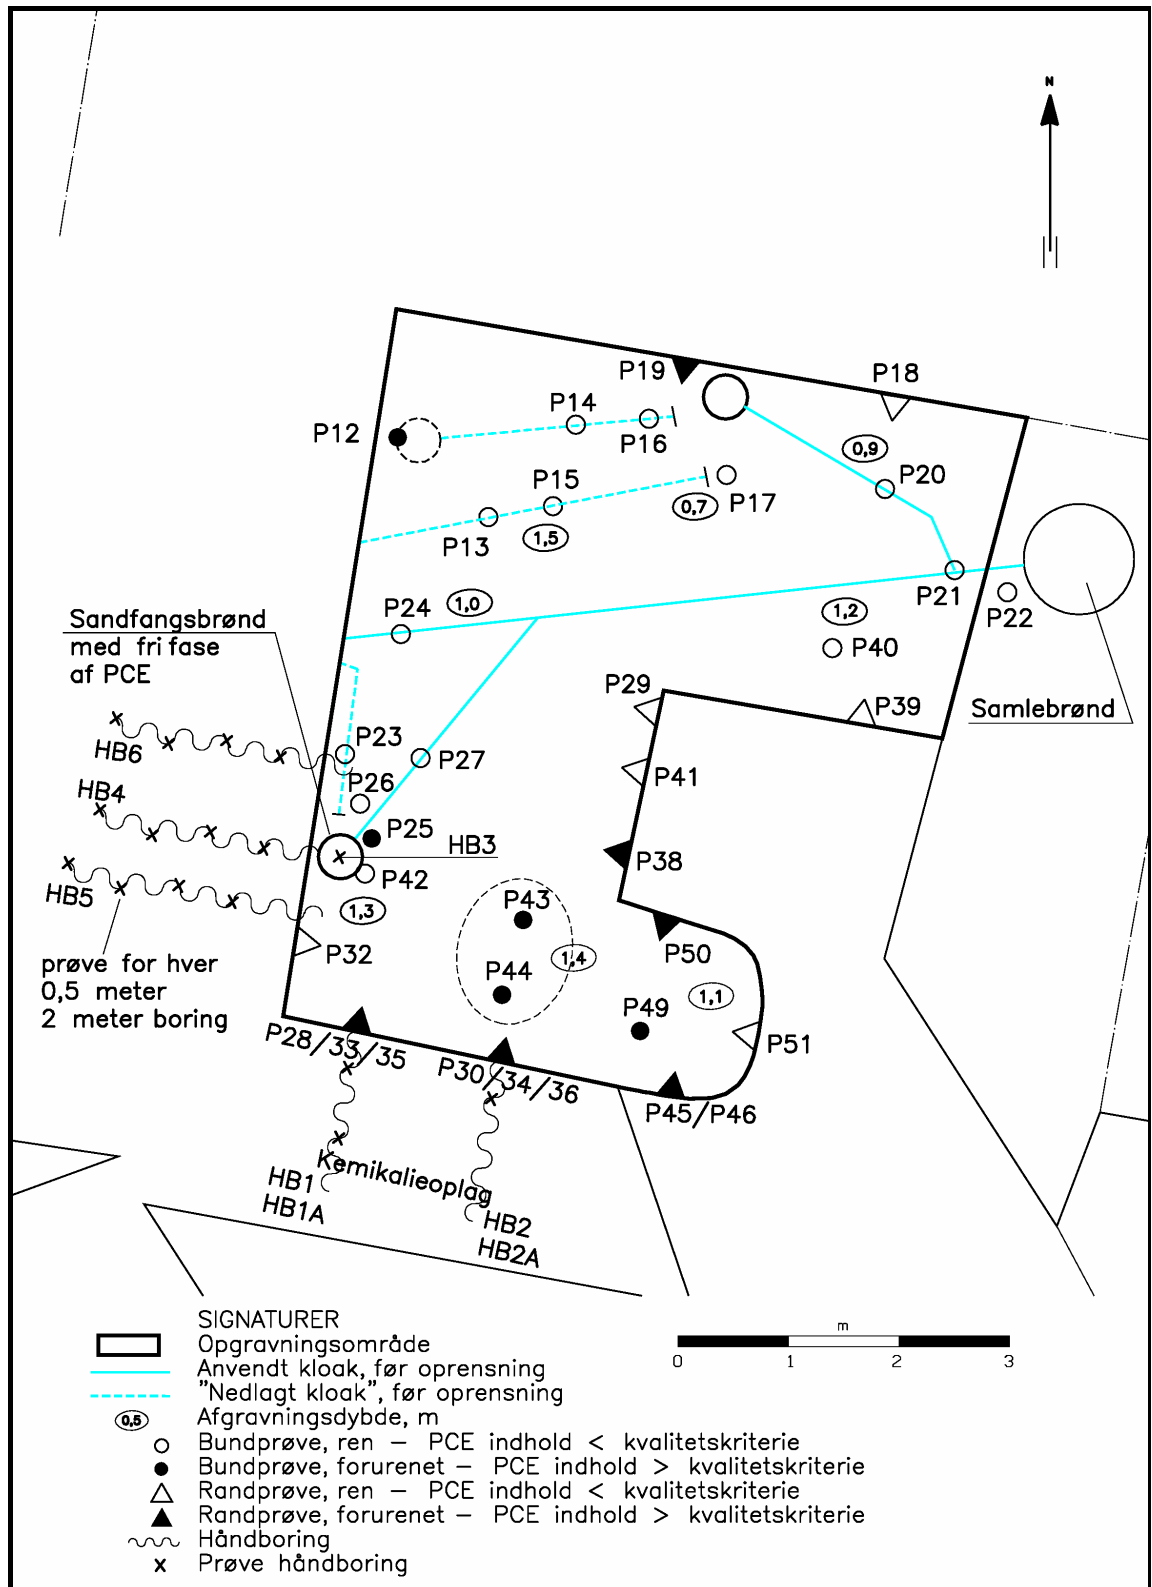 N
P19
P18
P14
P12
P16
0,9
P20
P15
P17
0,7
P13
1,5
P21
P22
1,0
P24
1,2
Sandfangsbrønd
med fri fase
af PCE
P40
P29
P39
Samlebrønd
P23
P27
HB6
P26
P41
HB4
P25
HB3
P38
P42
HB5
1,3
P43
P50
P32
1,4
prøve for hver
0,5 meter
2 meter boring
P44
1,1
P49
P51
P28/33/35
P30/34/36
P45/P46
Kemikalieoplag
HB1
HB1A
HB2
HB2A
SIGNATURER
Opgravningsområde
Anvendt kloak, før oprensning
"Nedlagt kloak", før oprensning
0,5 Afgravningsdybde, m
Bundprøve, ren – PCE indhold < kvalitetskriterie
Bundprøve, forurenet – PCE indhold > kvalitetskriterie
Randprøve, ren – PCE indhold < kvalitetskriterie
Randprøve, forurenet – PCE indhold > kvalitetskriterie
Håndboring
x Prøve håndboring
m
0 1 2 3